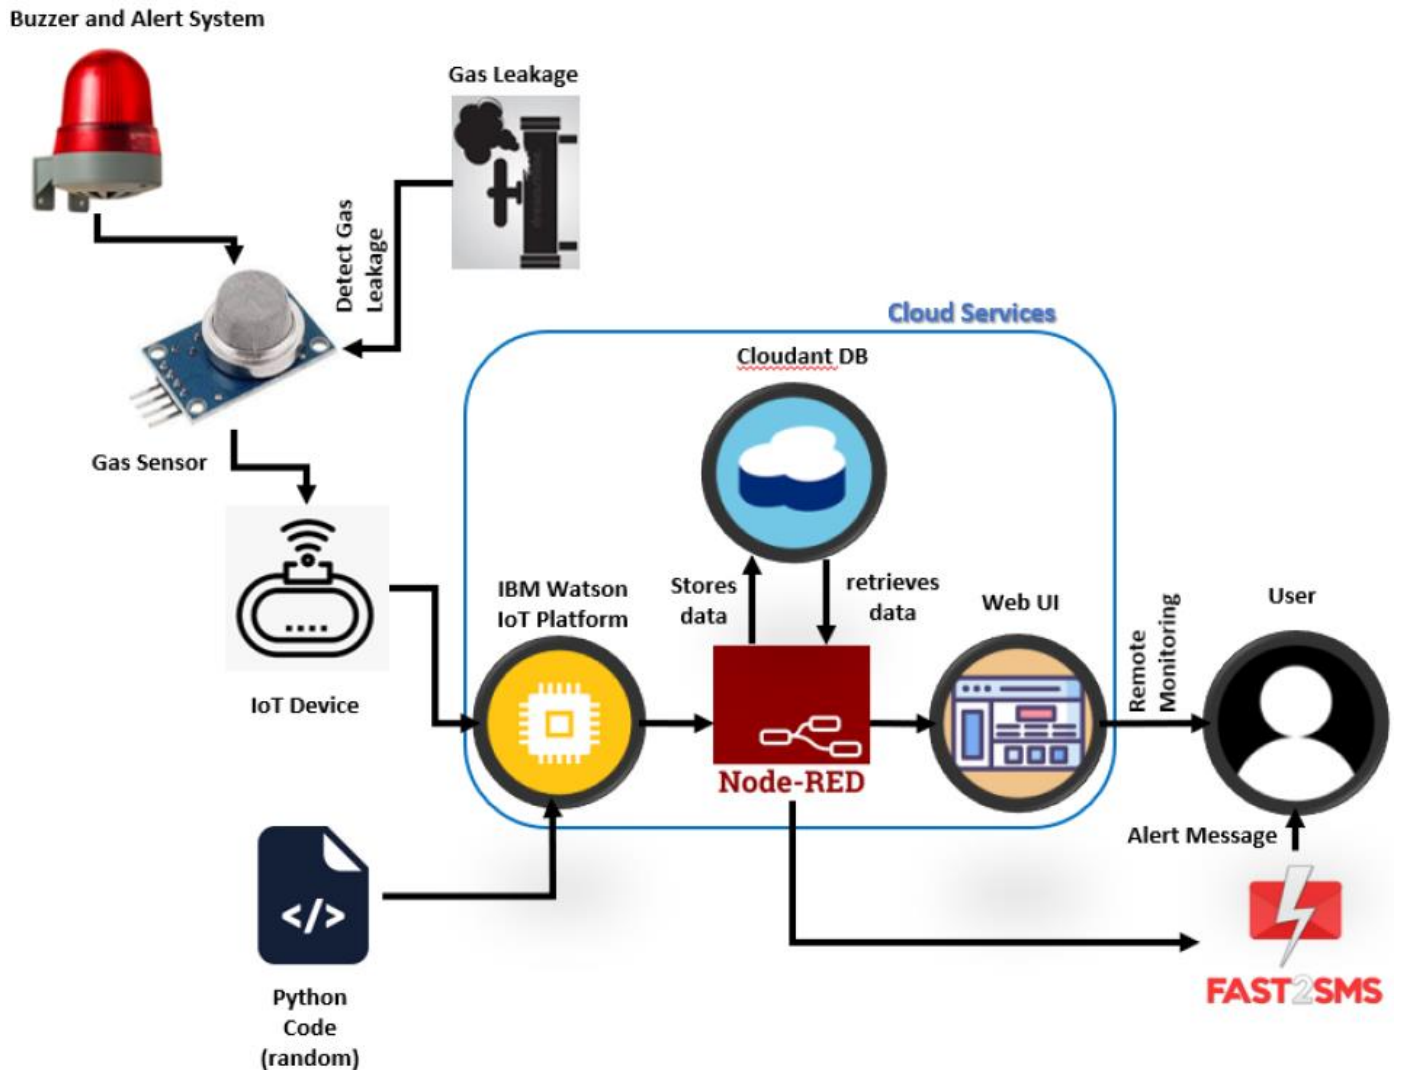 Buzzer and Alert System
Gas Leakage
Detect Gas
Leakage
Cloud Services
Cloudant DB
Gas Sensor
Stores
data
retrieves
data
IBM Watson
IoT Platform
Web UI
Remote
Monitoring
User
IoT Device
Node-RED
Alert Message
</>
FAST2SMS
Python
Code
(random)